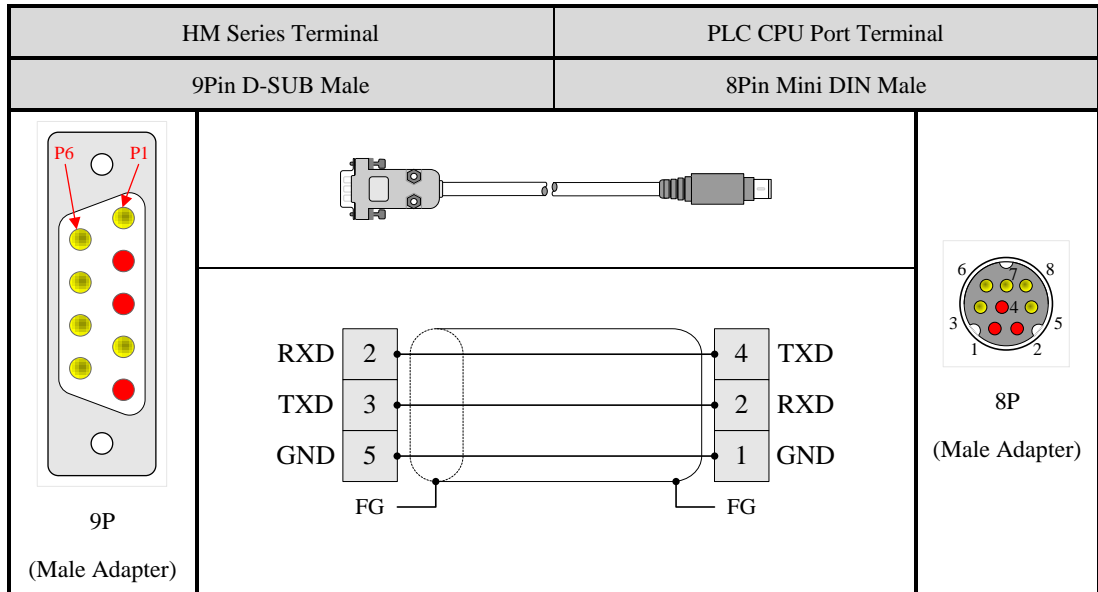 HM Series Terminal
PLC CPU Port Terminal
9Pin D-SUB Male
8Pin Mini DIN Male
P6
P1
9P
(Male Adapter)
RXD 2 4 TXD
TXD 3 2 RXD
GND 5 1 GND
FG FG
6 7 8
3 4 5
1 2
8P
(Male Adapter)